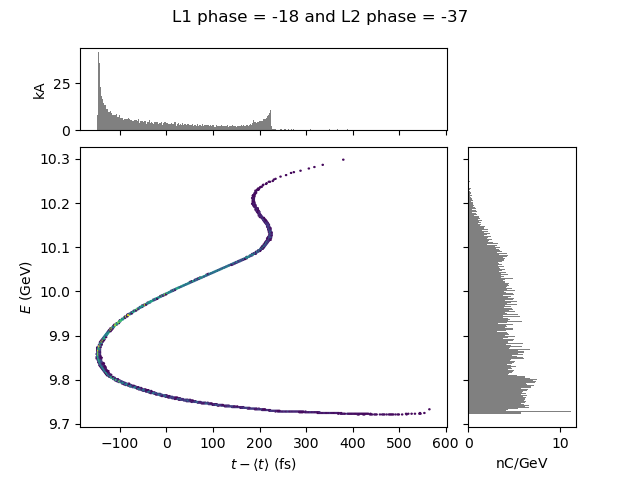 L1 phase = -18 and L2 phase = -37
25
0
kA
10.3
10.2
10.1
10.0
9.9
9.8
9.7
E (GeV)
−100 0 100 200 300 400 500 600
t − ⟨t⟩ (fs)
0 10
nC/GeV